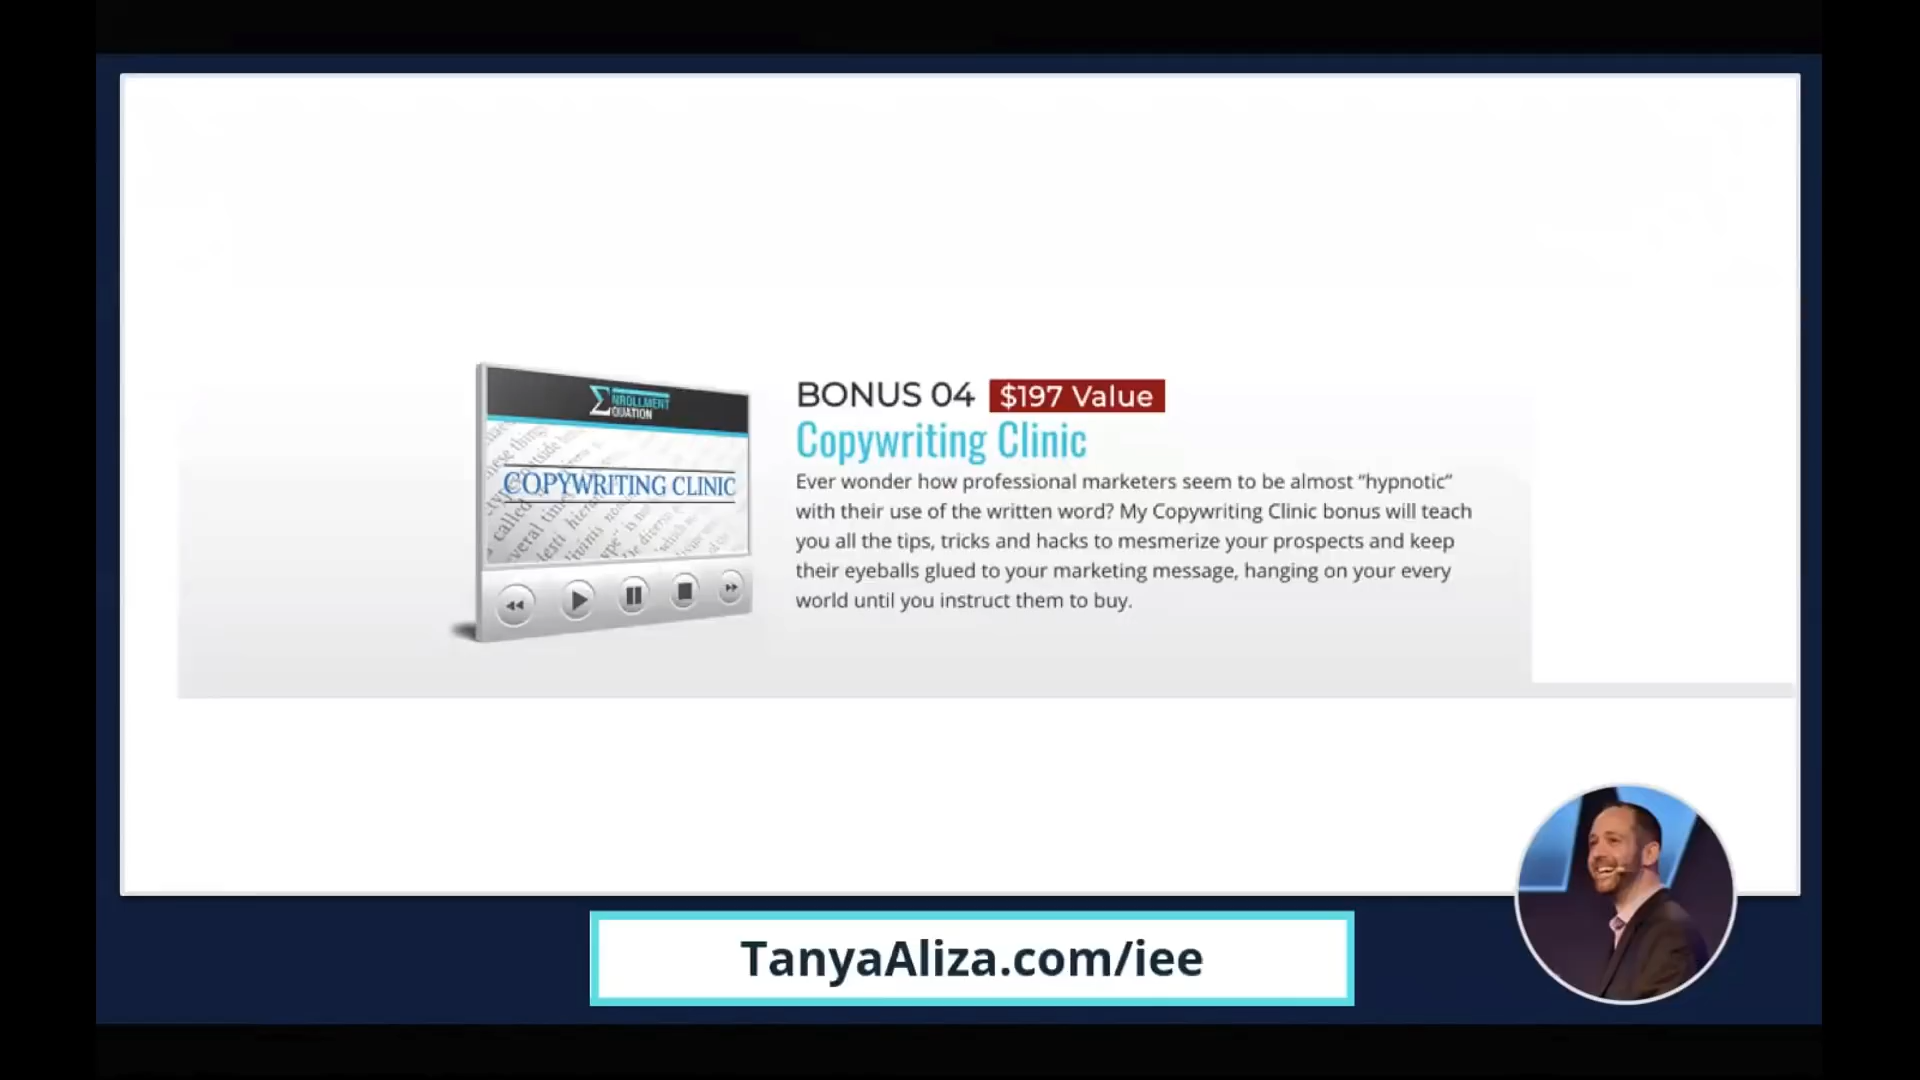 ENROLLMENT
EQUATION
COPYWRITING CLINIC
BONUS 04 $197 Value
Copywriting Clinic
Ever wonder how professional marketers seem to be almost “hypnotic”
with their use of the written word? My Copywriting Clinic bonus will teach
you all the tips, tricks and hacks to mesmerize your prospects and keep
their eyeballs glued to your marketing message, hanging on your every
world until you instruct them to buy.
TanyaAliza.com/iee